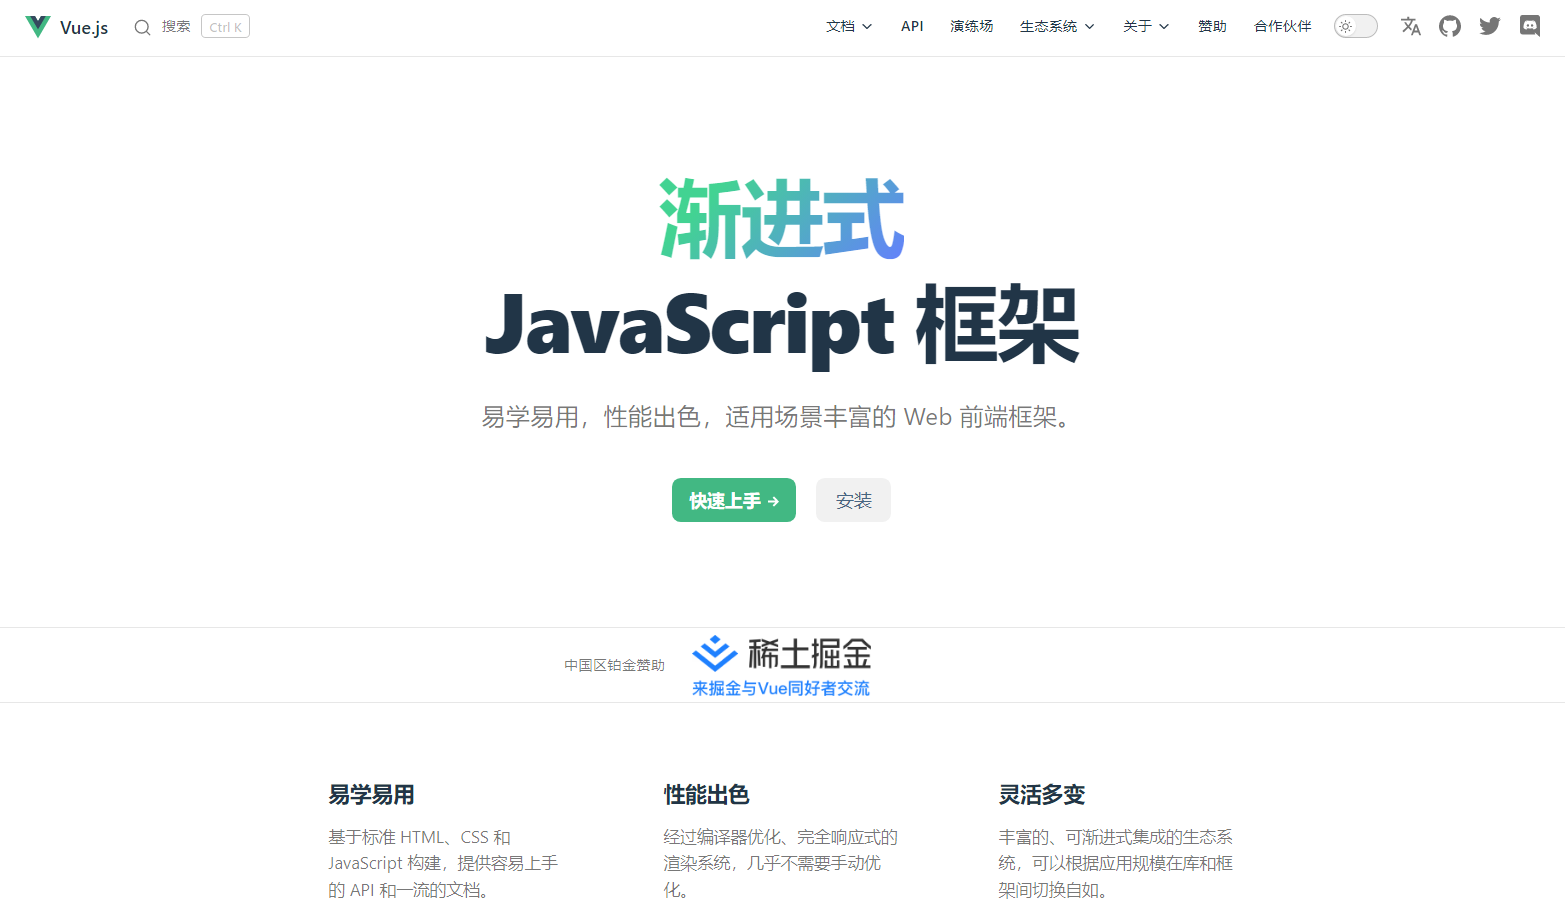 Vue.js 搜索 Ctrl K 文档 API 演练场 生态系统 关于 赞助 合作伙伴
渐进式
JavaScript 框架
易学易用，性能出色，适用场景丰富的 Web 前端框架。
快速上手 → 安装
中国区铂金赞助
稀土掘金
来掘金与Vue同好者交流
易学易用
基于标准 HTML、CSS 和
JavaScript 构建，提供容易上手
的 API 和一流的文档。
性能出色
经过编译器优化、完全响应式的
渲染系统，几乎不需要手动优
化。
灵活多变
丰富的、可渐进式集成的生态系
统，可以根据应用规模在库和框
架间切换自如。